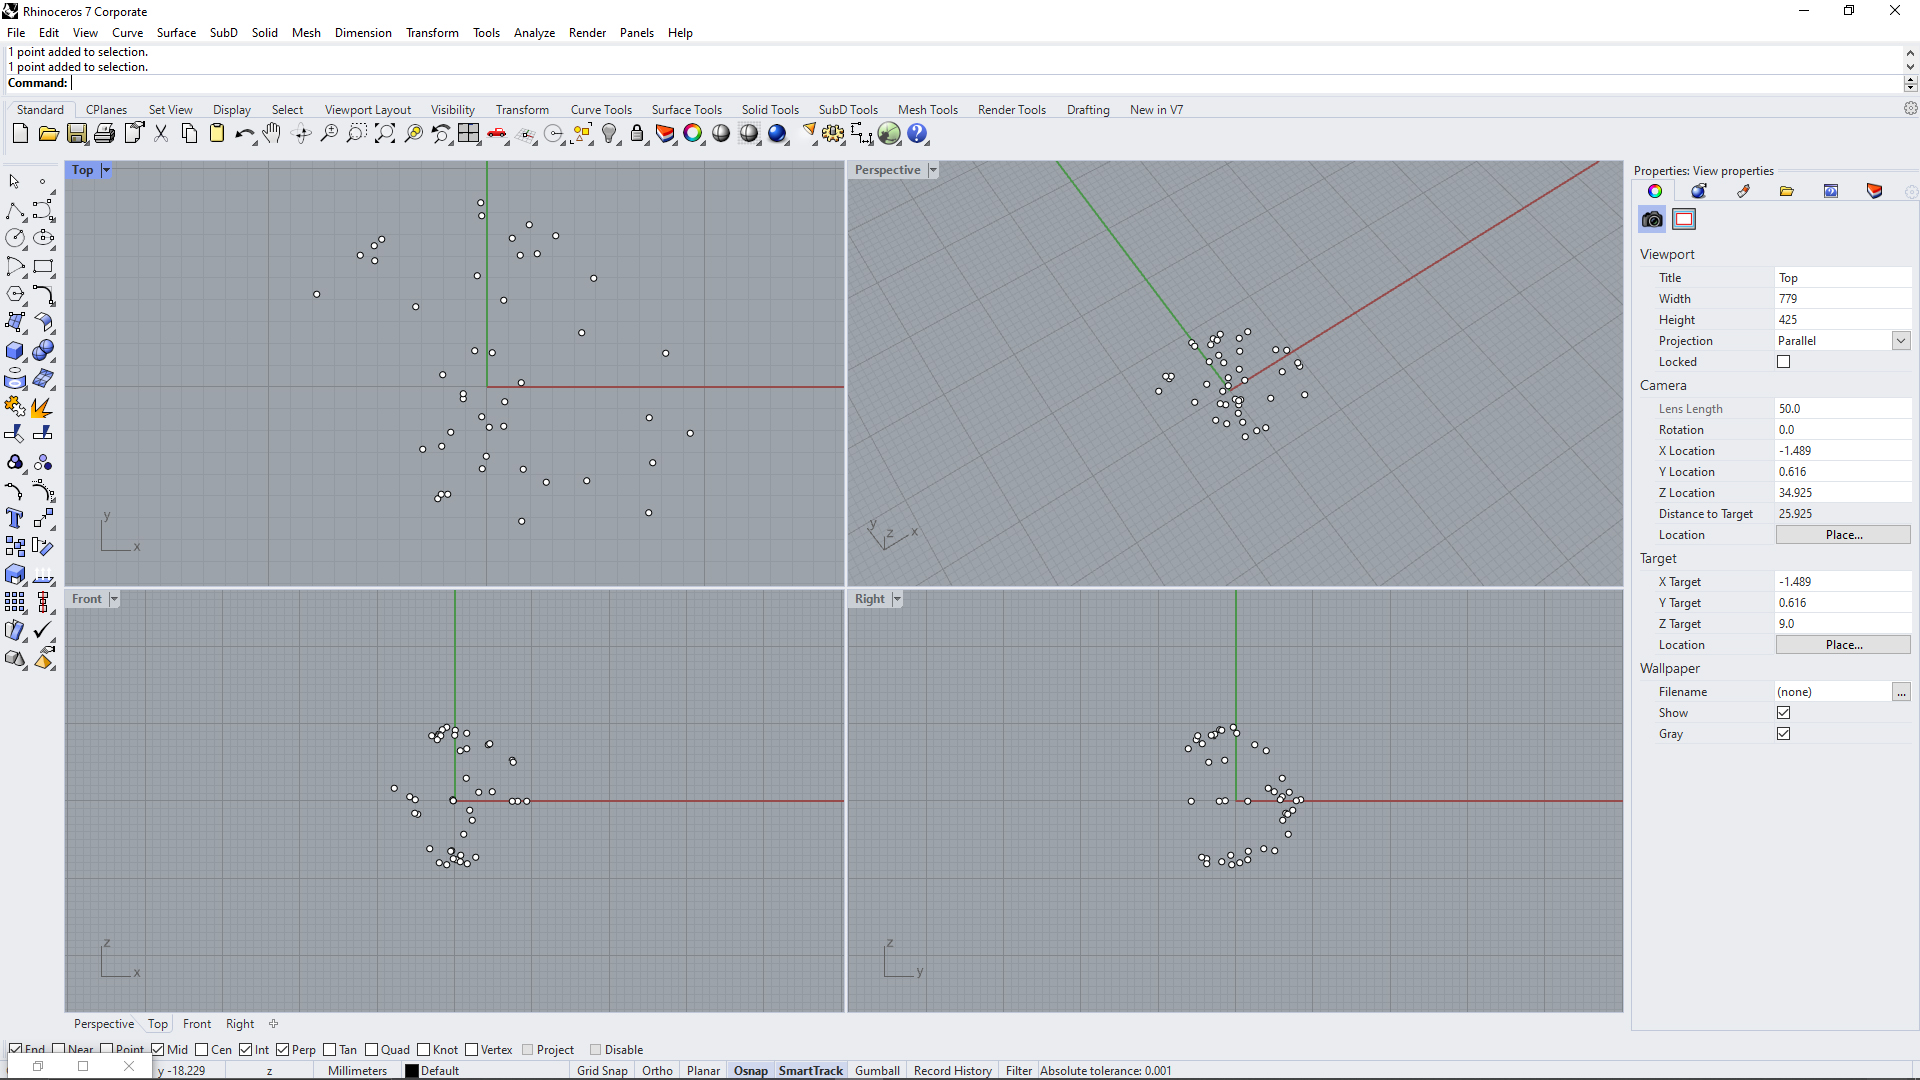 Rhinoceros 7 Corporate
File Edit View Curve Surface SubD Solid Mesh Dimension Transform Tools Analyze Render Panels Help
1 point added to selection.
1 point added to selection.
Command:
Standard CPlanes Set View Display Select Viewport Layout Visibility Transform Curve Tools Surface Tools Solid Tools SubD Tools Mesh Tools Render Tools Drafting New in V7
Top
Perspective
Properties: View properties
Viewport
Title Top
Width 779
Height 425
Projection Parallel
Locked
Camera
Lens Length 50.0
Rotation 0.0
X Location -1.489
Y Location 0.616
Z Location 34.925
Distance to Target 25.925
Location Place...
Target
X Target -1.489
Y Target 0.616
Z Target 9.0
Location Place...
Wallpaper
Filename (none) ...
Show
Gray
y
x
y
z
x
Front
Right
z
x
z
y
Perspective Top Front Right
End Near Point Mid Cen Int Perp Tan Quad Knot Vertex Project Disable
y -18.229 z Millimeters Default Grid Snap Ortho Planar Osnap SmartTrack Gumball Record History Filter Absolute tolerance: 0.001